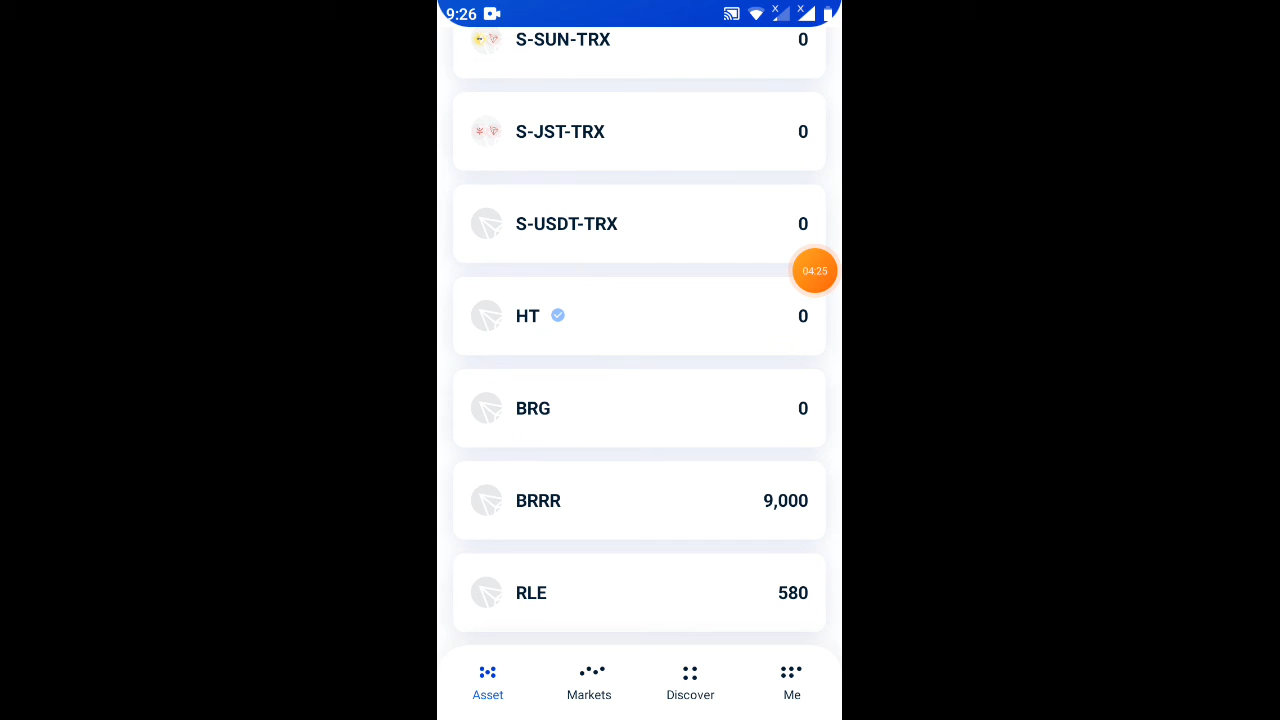 9:26
S-SUN-TRX 0
S-JST-TRX 0
S-USDT-TRX 0
04:25
HT 0
BRG 0
BRRR 9,000
RLE 580
Asset Markets Discover Me